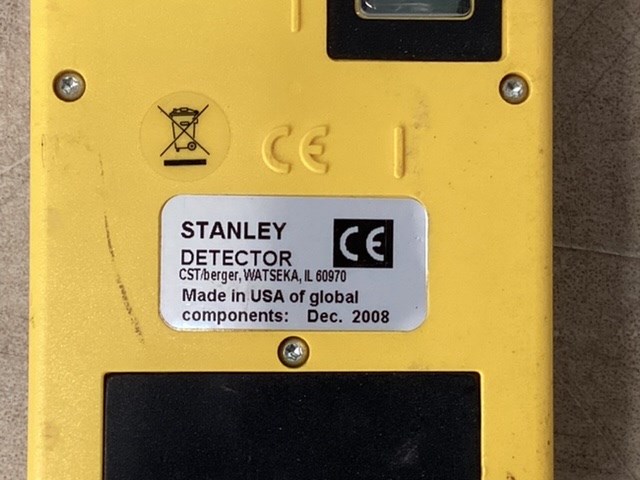 CE
STANLEY
CE
DETECTOR
CST/berger, WATSEKA, IL 60970
Made in USA of global
components: Dec. 2008